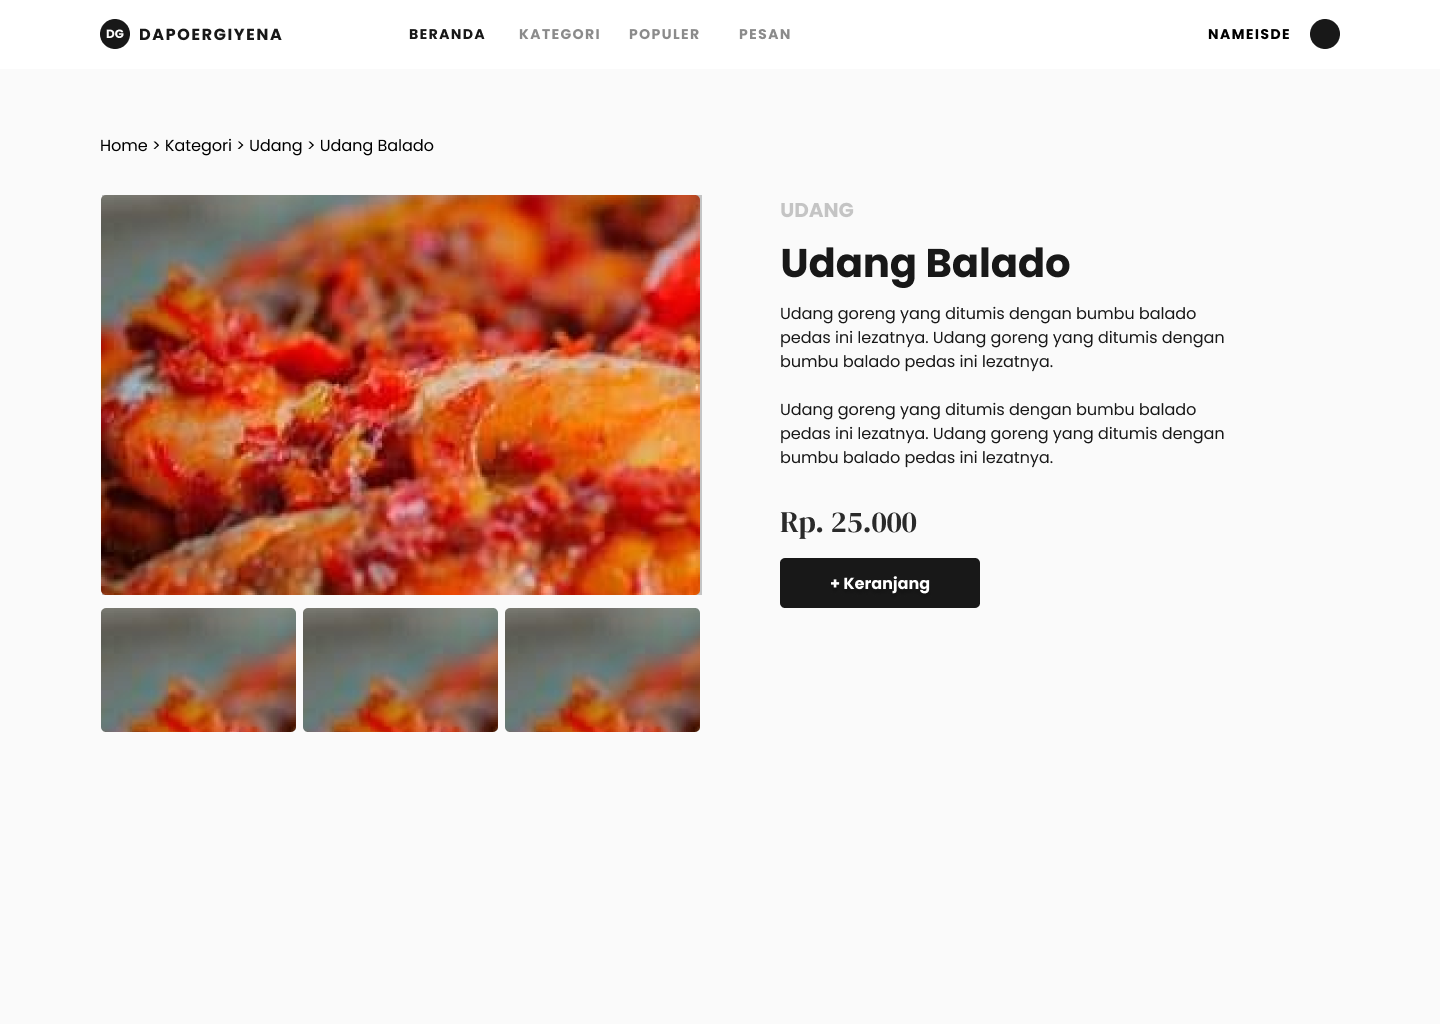 DG DAPOERGIYENA BERANDA KATEGORI POPULER PESAN NAMEISDE
Home > Kategori > Udang > Udang Balado
UDANG
Udang Balado
Udang goreng yang ditumis dengan bumbu balado
pedas ini lezatnya. Udang goreng yang ditumis dengan
bumbu balado pedas ini lezatnya.
Udang goreng yang ditumis dengan bumbu balado
pedas ini lezatnya. Udang goreng yang ditumis dengan
bumbu balado pedas ini lezatnya.
Rp. 25.000
+ Keranjang